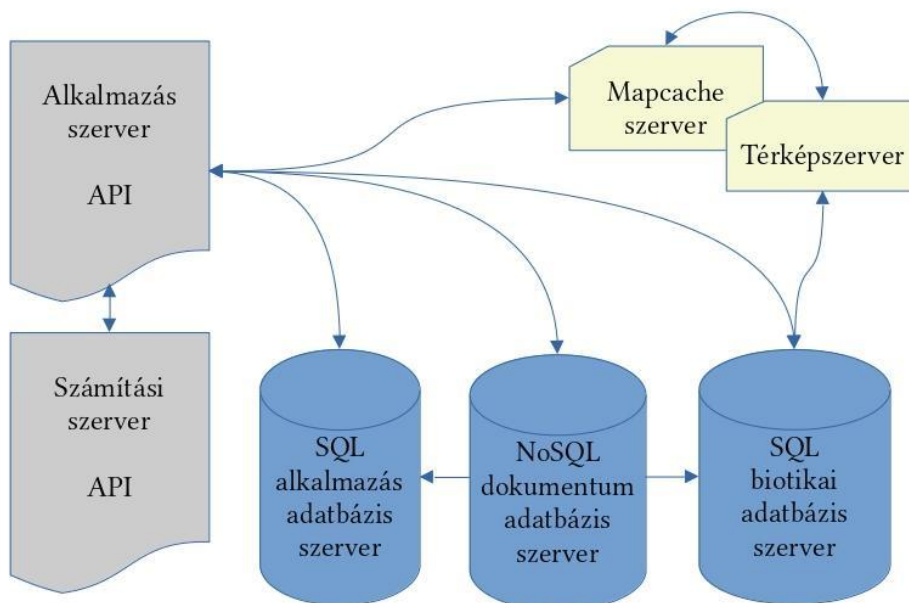 Alkalmazás
szerver
API
Mapcache
szerver
Térképszerver
Számítási
szerver
API
SQL
alkalmazás
adatbázis
szerver
NoSQL
dokumentum
adatbázis
szerver
SQL
biotikai
adatbázis
szerver